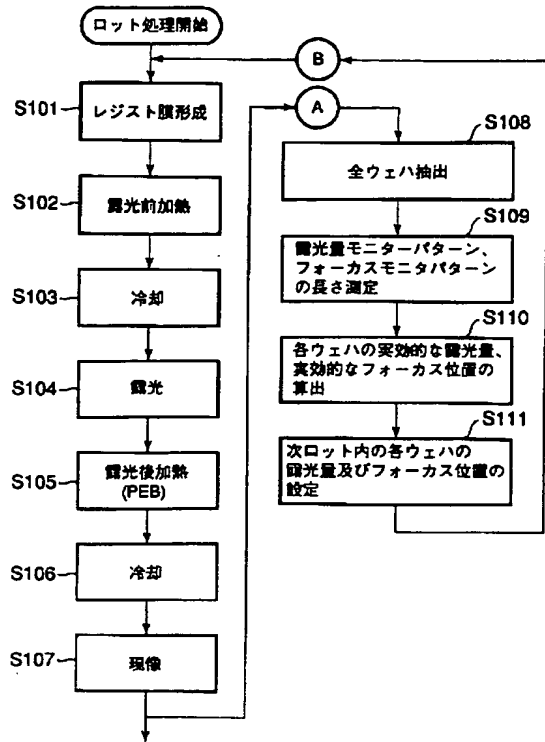 ロット処理開始
B
S101
レジスト膜形成
A
S108
全ウェハ抽出
S102
露光前加熱
S109
露光量モニターパターン、
フォーカスモニタパターン
の長さ測定
S103
冷却
S110
各ウェハの実効的な露光量、
実効的なフォーカス位置の
算出
S104
露光
S111
次ロット内の各ウェハの
露光量及びフォーカス位置の
設定
S105
露光後加熱
(PEB)
S106
冷却
S107
現像